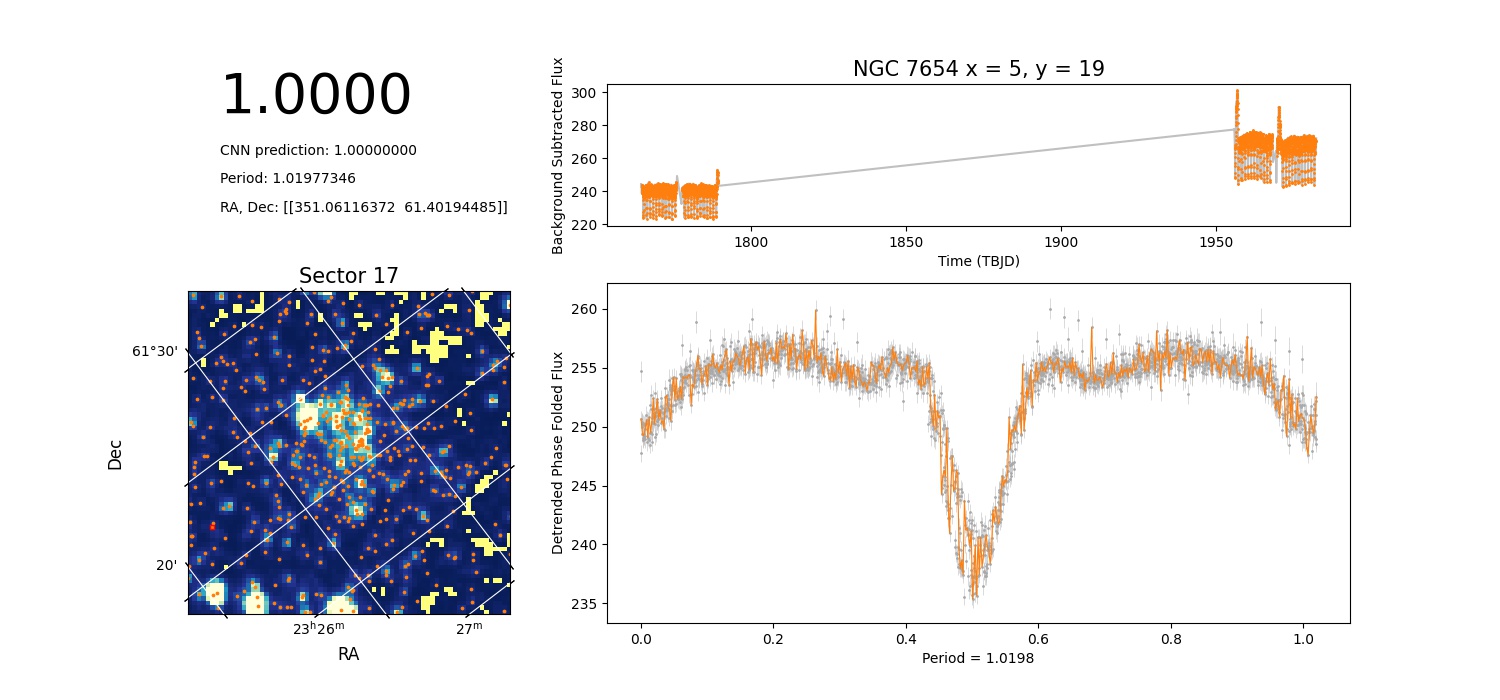 1.0000
CNN prediction: 1.00000000
Period: 1.01977346
RA, Dec: [[351.06116372 61.40194485]]
NGC 7654 x = 5, y = 19
Background Subtracted Flux
300
280
260
240
220
1800
1850
1900
1950
Time (TBJD)
Sector 17
Dec
61°30'
20'
23h26m
27m
RA
Detrended Phase Folded Flux
260
255
250
245
240
235
0.0
0.2
0.4
0.6
0.8
1.0
Period = 1.0198